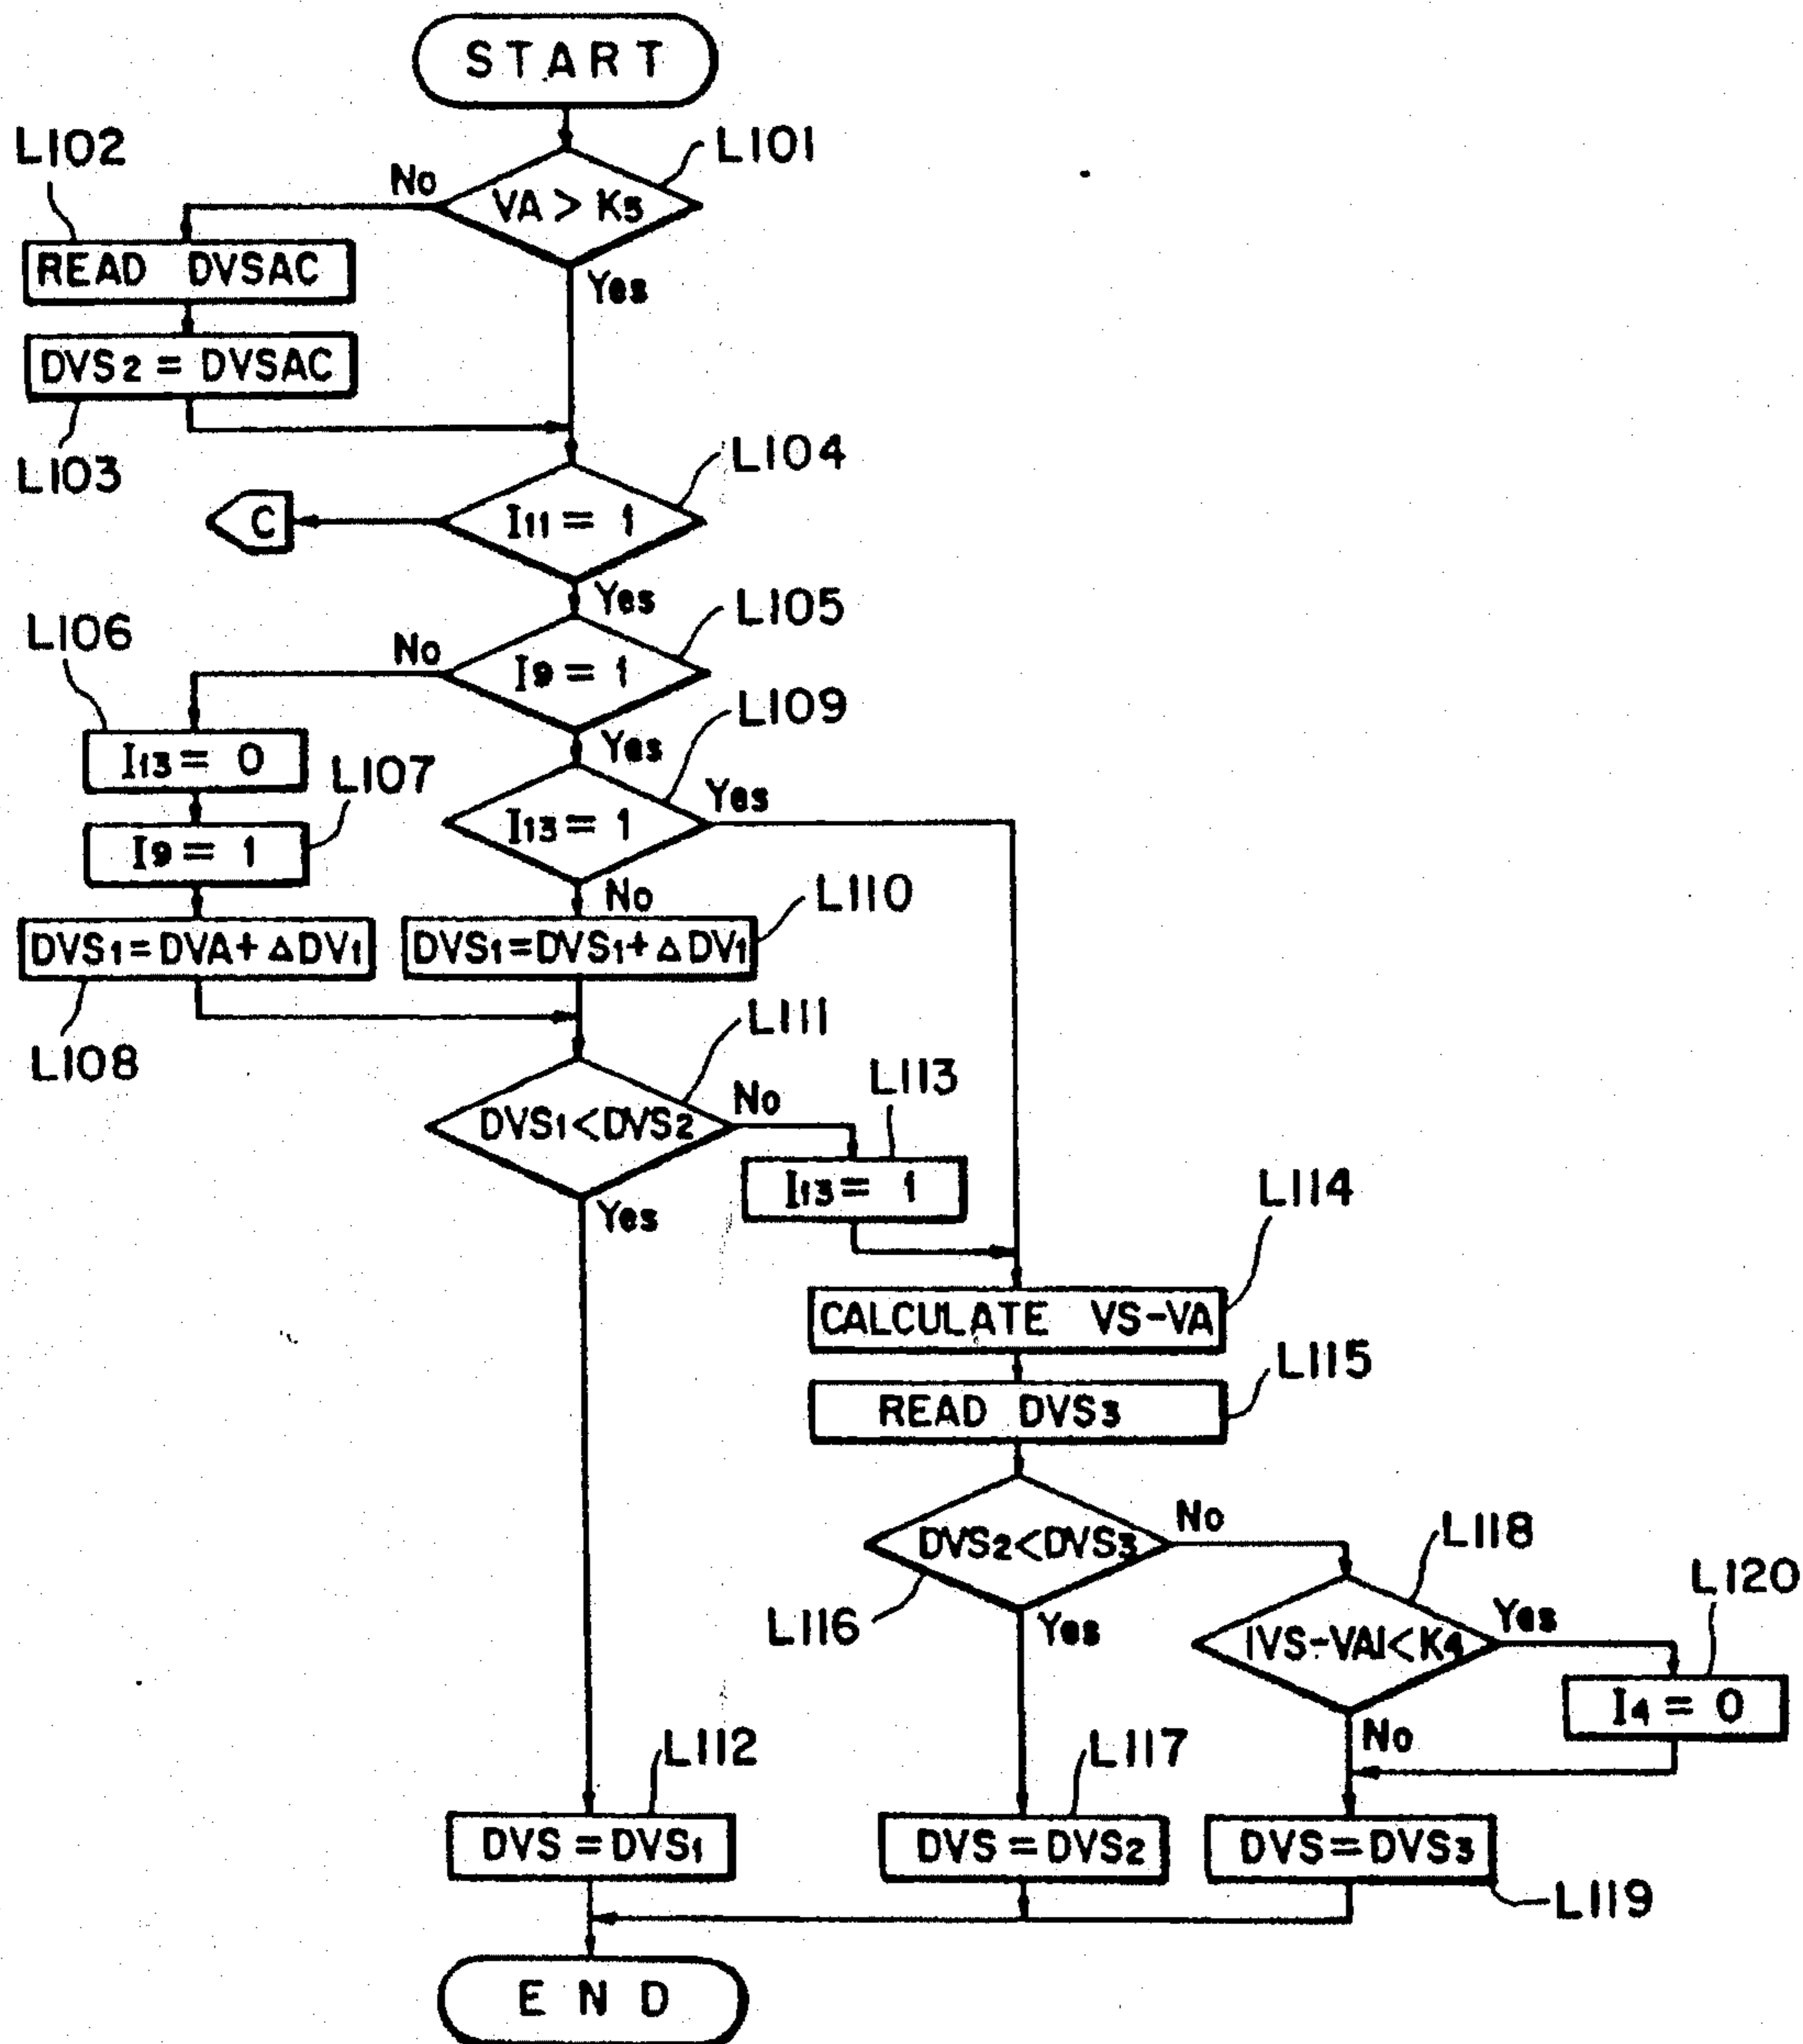 START
L101
L102
No
VA > K5
Yes
READ DVSAC
DVS2 = DVSAC
L103
L104
C
I11 = 1
Yes
L105
L106
No
I9 = 1
L109
Yes
I13 = 0
L107
Yes
I13 = 1
I9 = 1
No
L110
DVS1=DVA+ΔDV1
DVS1=DVS1+ΔDV1
L108
L111
L113
DVS1<DVS2
No
I13 = 1
Yes
L114
CALCULATE VS-VA
L115
READ DVS3
DVS2<DVS3
No
L118
L120
L116
Yes
|VS-VA|<K4
Yes
I4 = 0
No
L112
L117
DVS = DVS1
DVS = DVS2
DVS = DVS3
L119
END